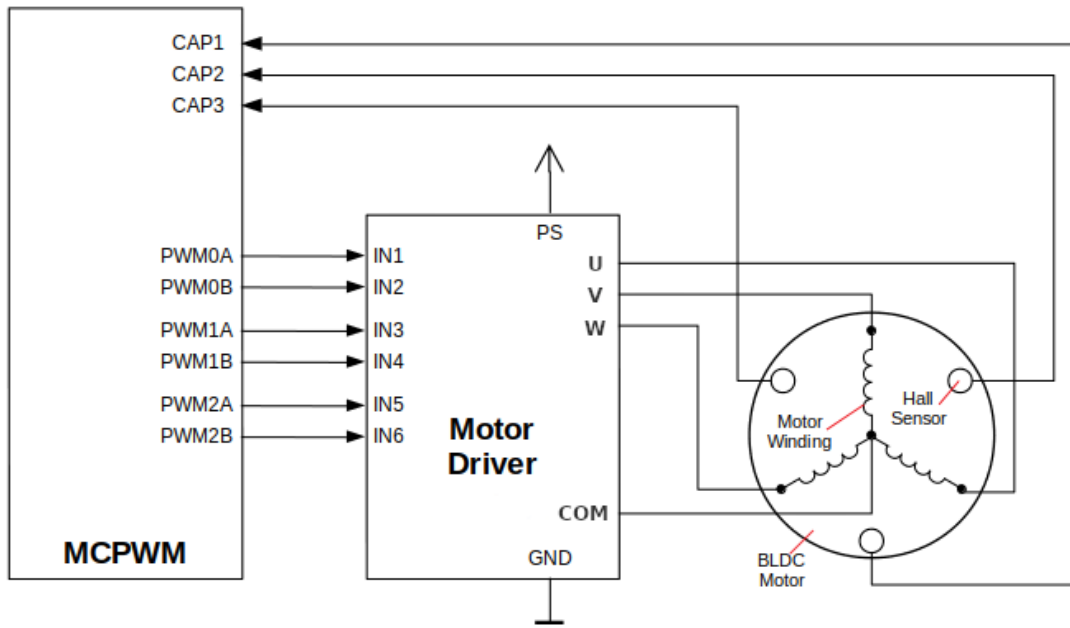 CAP1
CAP2
CAP3
PWM0A
PWM0B
PWM1A
PWM1B
PWM2A
PWM2B
MCPWM
PS
IN1
IN2
IN3
IN4
IN5
IN6
U
V
W
Motor
Driver
COM
GND
Hall
Sensor
Motor
Winding
BLDC
Motor